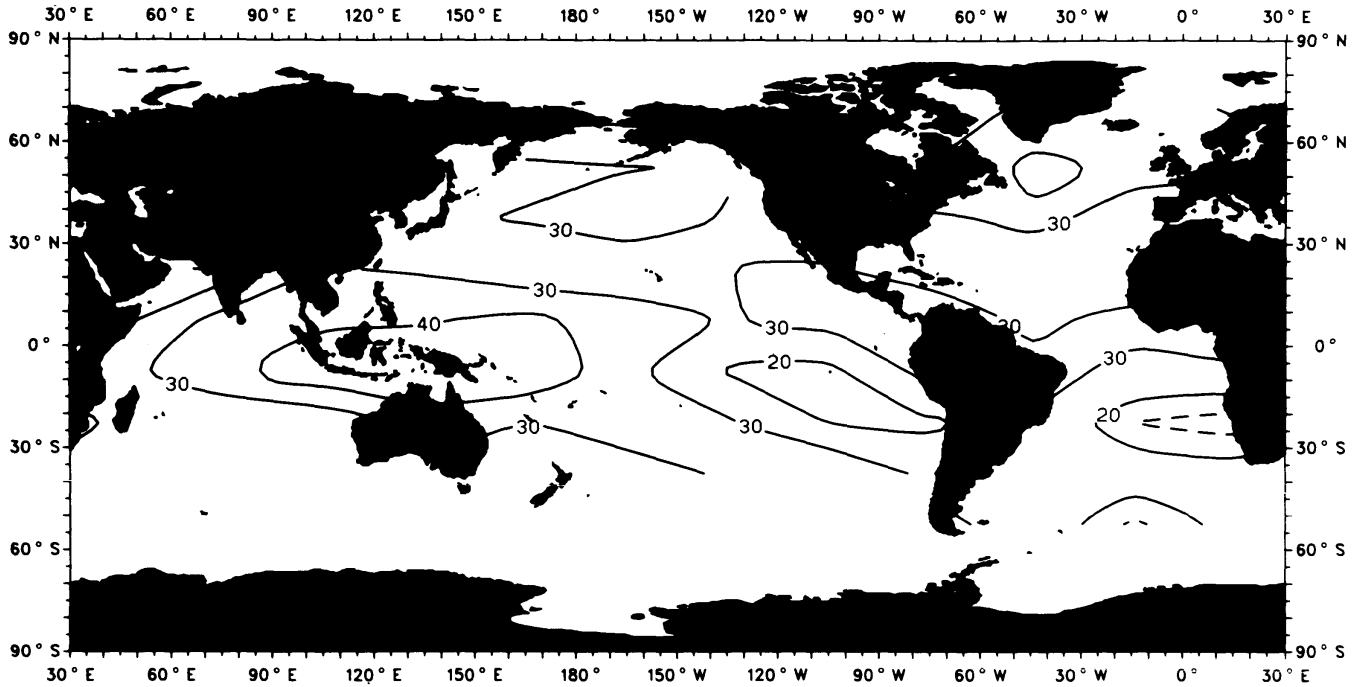 30° E 60° E 90° E 120° E 150° E 180° 150° W 120° W 90° W 60° W 30° W 0° 30° E
90° N 90° N
60° N 60° N
30 30
30° N 30° N
30
40 30 20 30
0° 0°
20
30
20
30 30
30° S 30° S
60° S 60° S
90° S 90° S
30° E 60° E 90° E 120° E 150° E 180° 150° W 120° W 90° W 60° W 30° W 0° 30° E